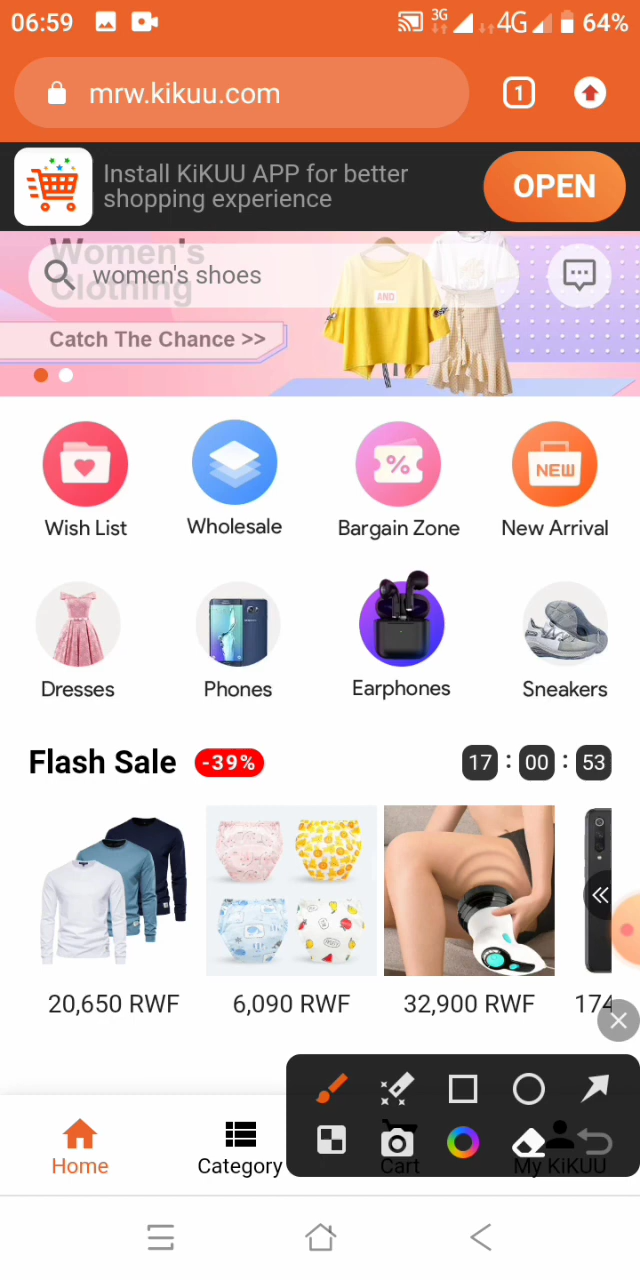 06:59
3G
4G
64%
mrw.kikuu.com
1
Install KiKUU APP for better
shopping experience
OPEN
Women's
Clothing
women's shoes
AND
Catch The Chance >>
%
NEW
Wish List
Wholesale
Bargain Zone
New Arrival
Dresses
Phones
Earphones
Sneakers
Flash Sale
-39%
17 : 00 : 53
20,650 RWF
6,090 RWF
32,900 RWF
174
Home
Category
Cart
My KiKUU